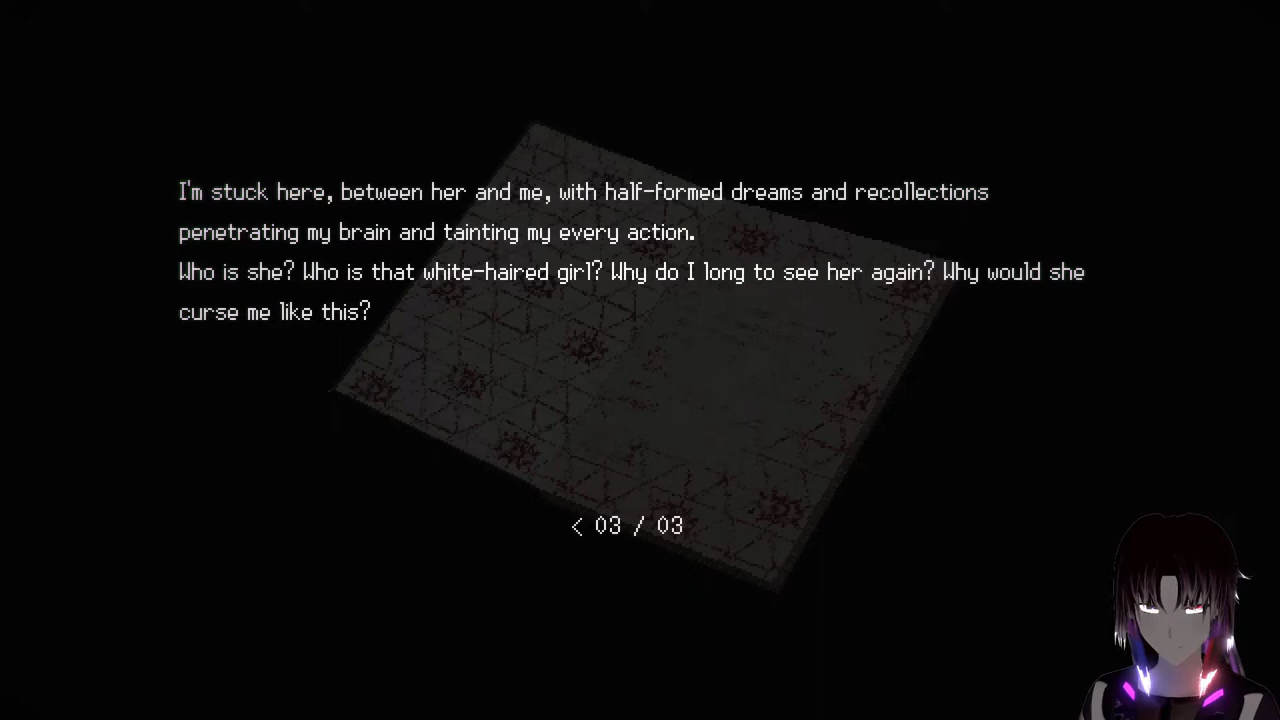 I'm stuck here, between her and me, with half-formed dreams and recollections
penetrating my brain and tainting my every action.
Who is she? Who is that white-haired girl? Why do I long to see her again? Why would she
curse me like this?
< 03 / 03